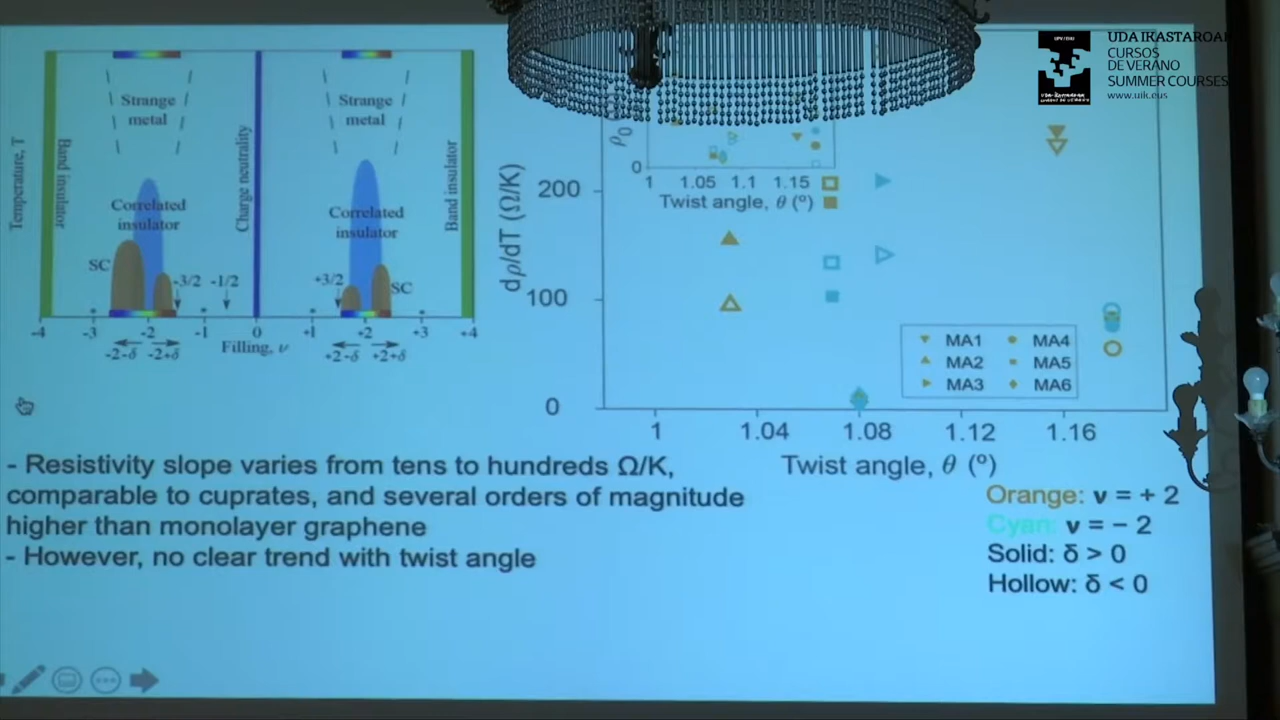 UPV/EHU
UDA IKASTAROAK
CURSOS
DE VERANO
SUMMER COURSES
www.uik.eus
Temperature, T
Band insulator
Strange
metal
Correlated
insulator
SC
-3/2
-1/2
Charge neutrality
Strange
metal
Correlated
insulator
+3/2
SC
Band insulator
-4
-3
-2
-1
0
+1
+2
+3
+4
-2-δ
-2+δ
Filling, ν
+2-δ
+2+δ
dρ/dT (Ω/K)
200
100
0
ρ0
0
1 1.05 1.1 1.15
Twist angle, θ (º)
MA1 MA4
MA2 MA5
MA3 MA6
1 1.04 1.08 1.12 1.16
Twist angle, θ (º)
- Resistivity slope varies from tens to hundreds Ω/K,
comparable to cuprates, and several orders of magnitude
higher than monolayer graphene
- However, no clear trend with twist angle
Orange: ν = + 2
Cyan: ν = − 2
Solid: δ > 0
Hollow: δ < 0